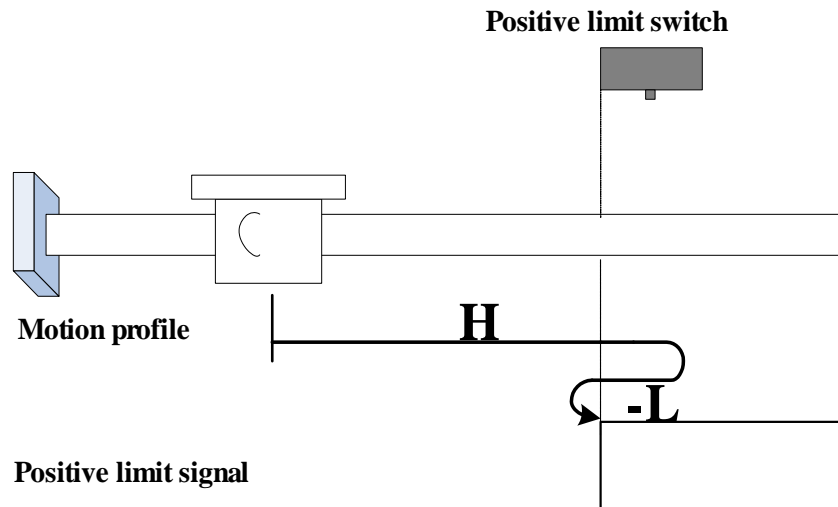 Positive limit switch
Motion profile
H
-L
Positive limit signal